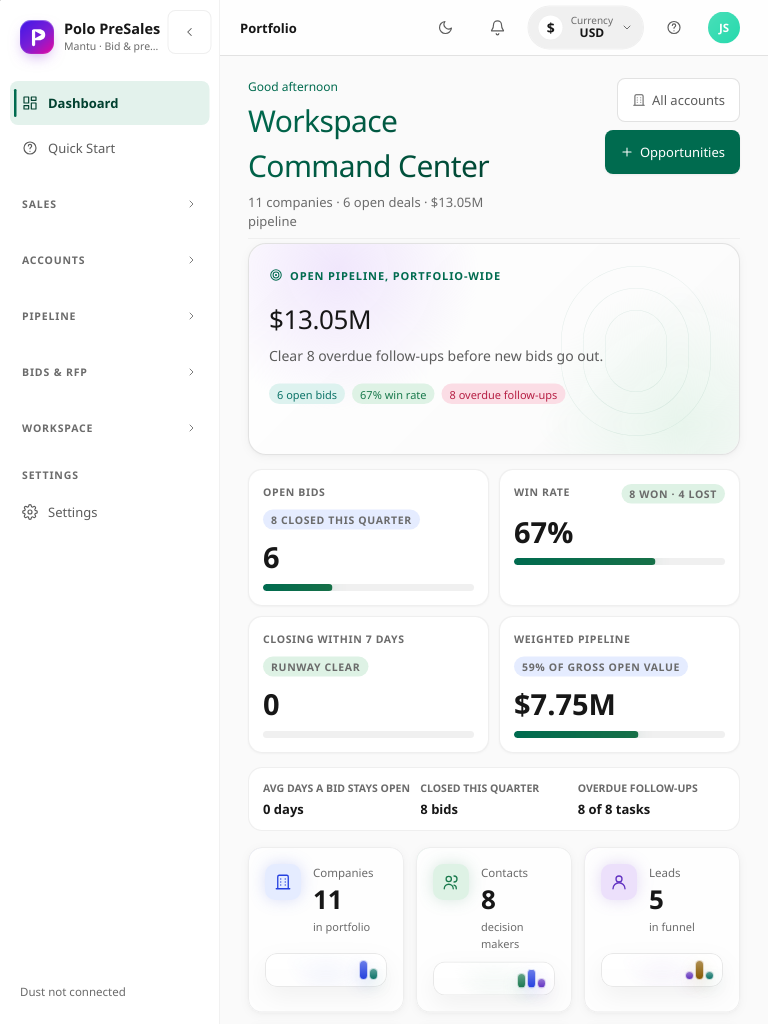 Polo PreSales
Mantu · Bid & pre...
Dashboard
Quick Start
SALES
ACCOUNTS
PIPELINE
BIDS & RFP
WORKSPACE
SETTINGS
Settings
Dust not connected
Portfolio
$
Currency
USD
JS
Good afternoon
Workspace
Command Center
11 companies · 6 open deals · $13.05M
pipeline
All accounts
+ Opportunities
OPEN PIPELINE, PORTFOLIO-WIDE
$13.05M
Clear 8 overdue follow-ups before new bids go out.
6 open bids
67% win rate
8 overdue follow-ups
OPEN BIDS
8 CLOSED THIS QUARTER
6
WIN RATE
8 WON · 4 LOST
67%
CLOSING WITHIN 7 DAYS
RUNWAY CLEAR
0
WEIGHTED PIPELINE
59% OF GROSS OPEN VALUE
$7.75M
AVG DAYS A BID STAYS OPEN
0 days
CLOSED THIS QUARTER
8 bids
OVERDUE FOLLOW-UPS
8 of 8 tasks
Companies
11
in portfolio
Contacts
8
decision
makers
Leads
5
in funnel